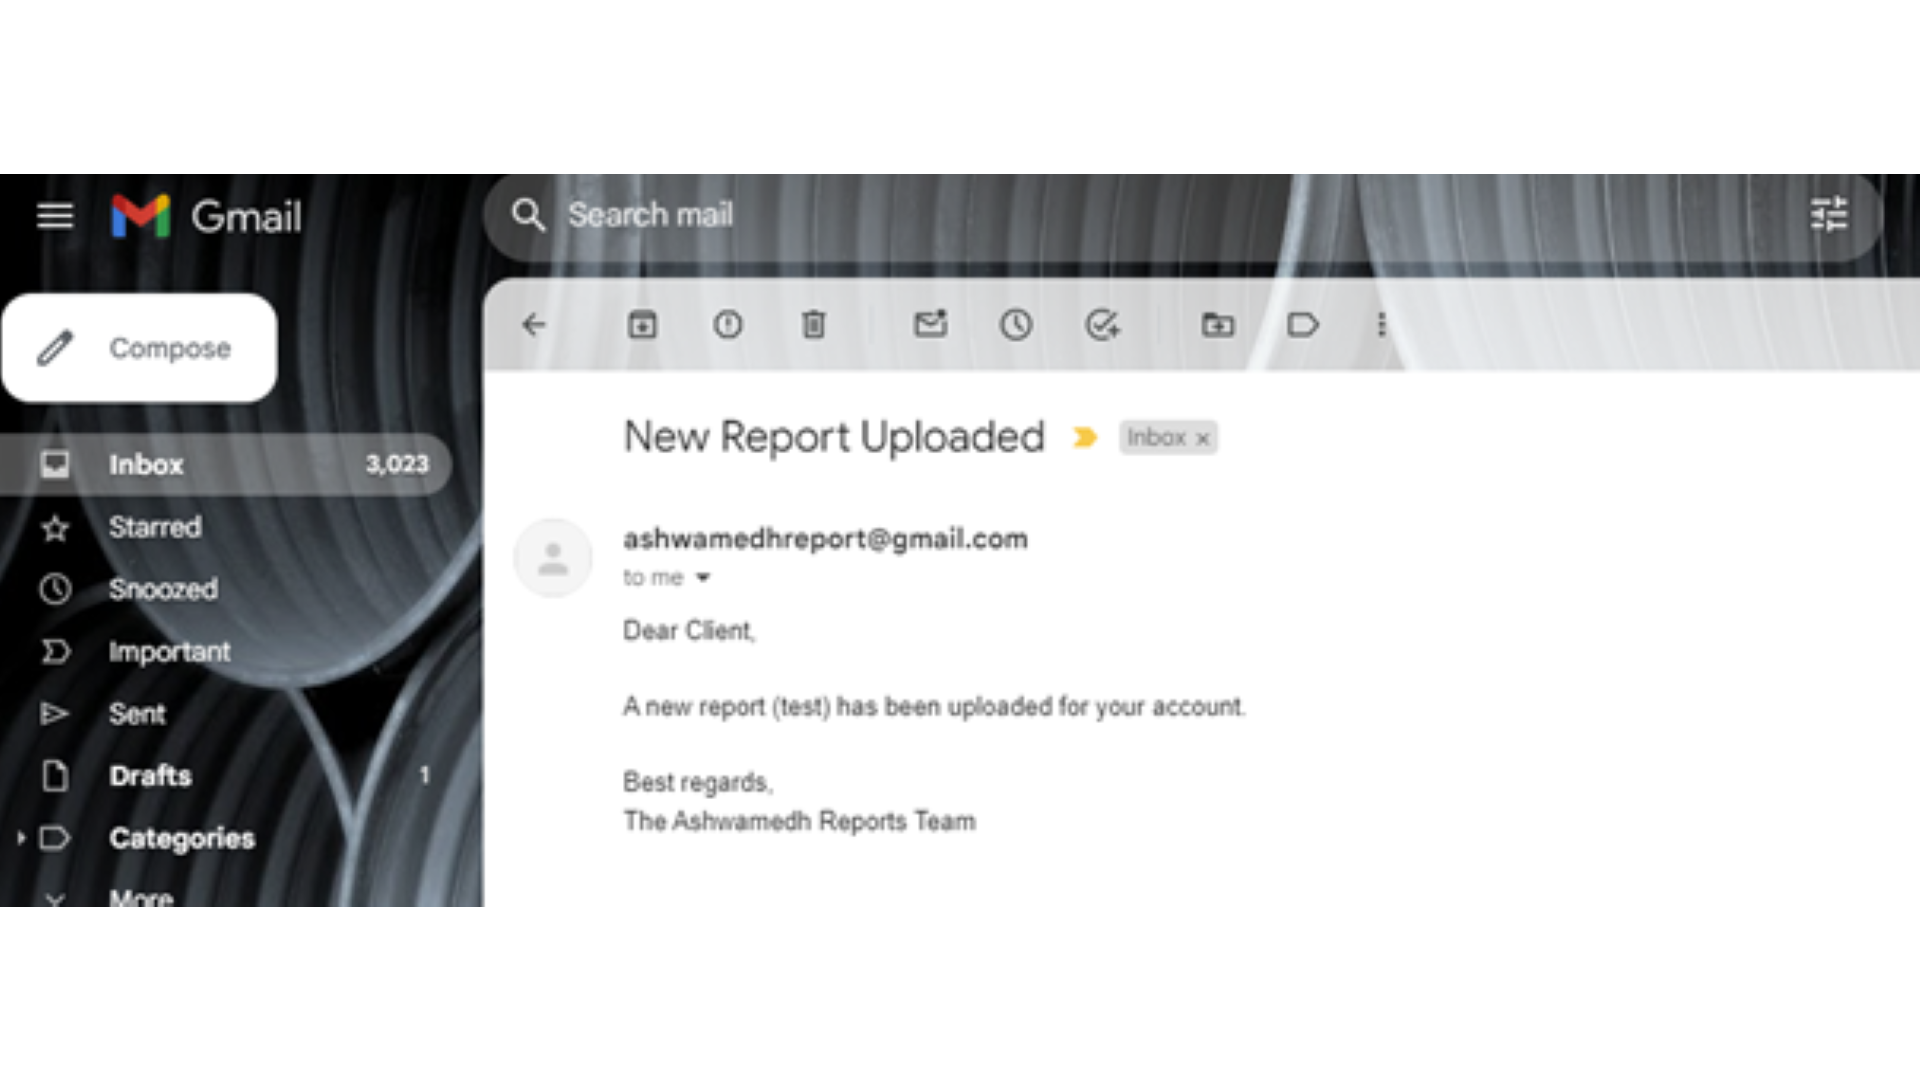 Gmail
Search mail
Compose
Inbox 3,023
Starred
Snoozed
Important
Sent
Drafts 1
Categories
More
New Report Uploaded Inbox x
ashwamedhreport@gmail.com
to me
Dear Client,
A new report (test) has been uploaded for your account.
Best regards,
The Ashwamedh Reports Team